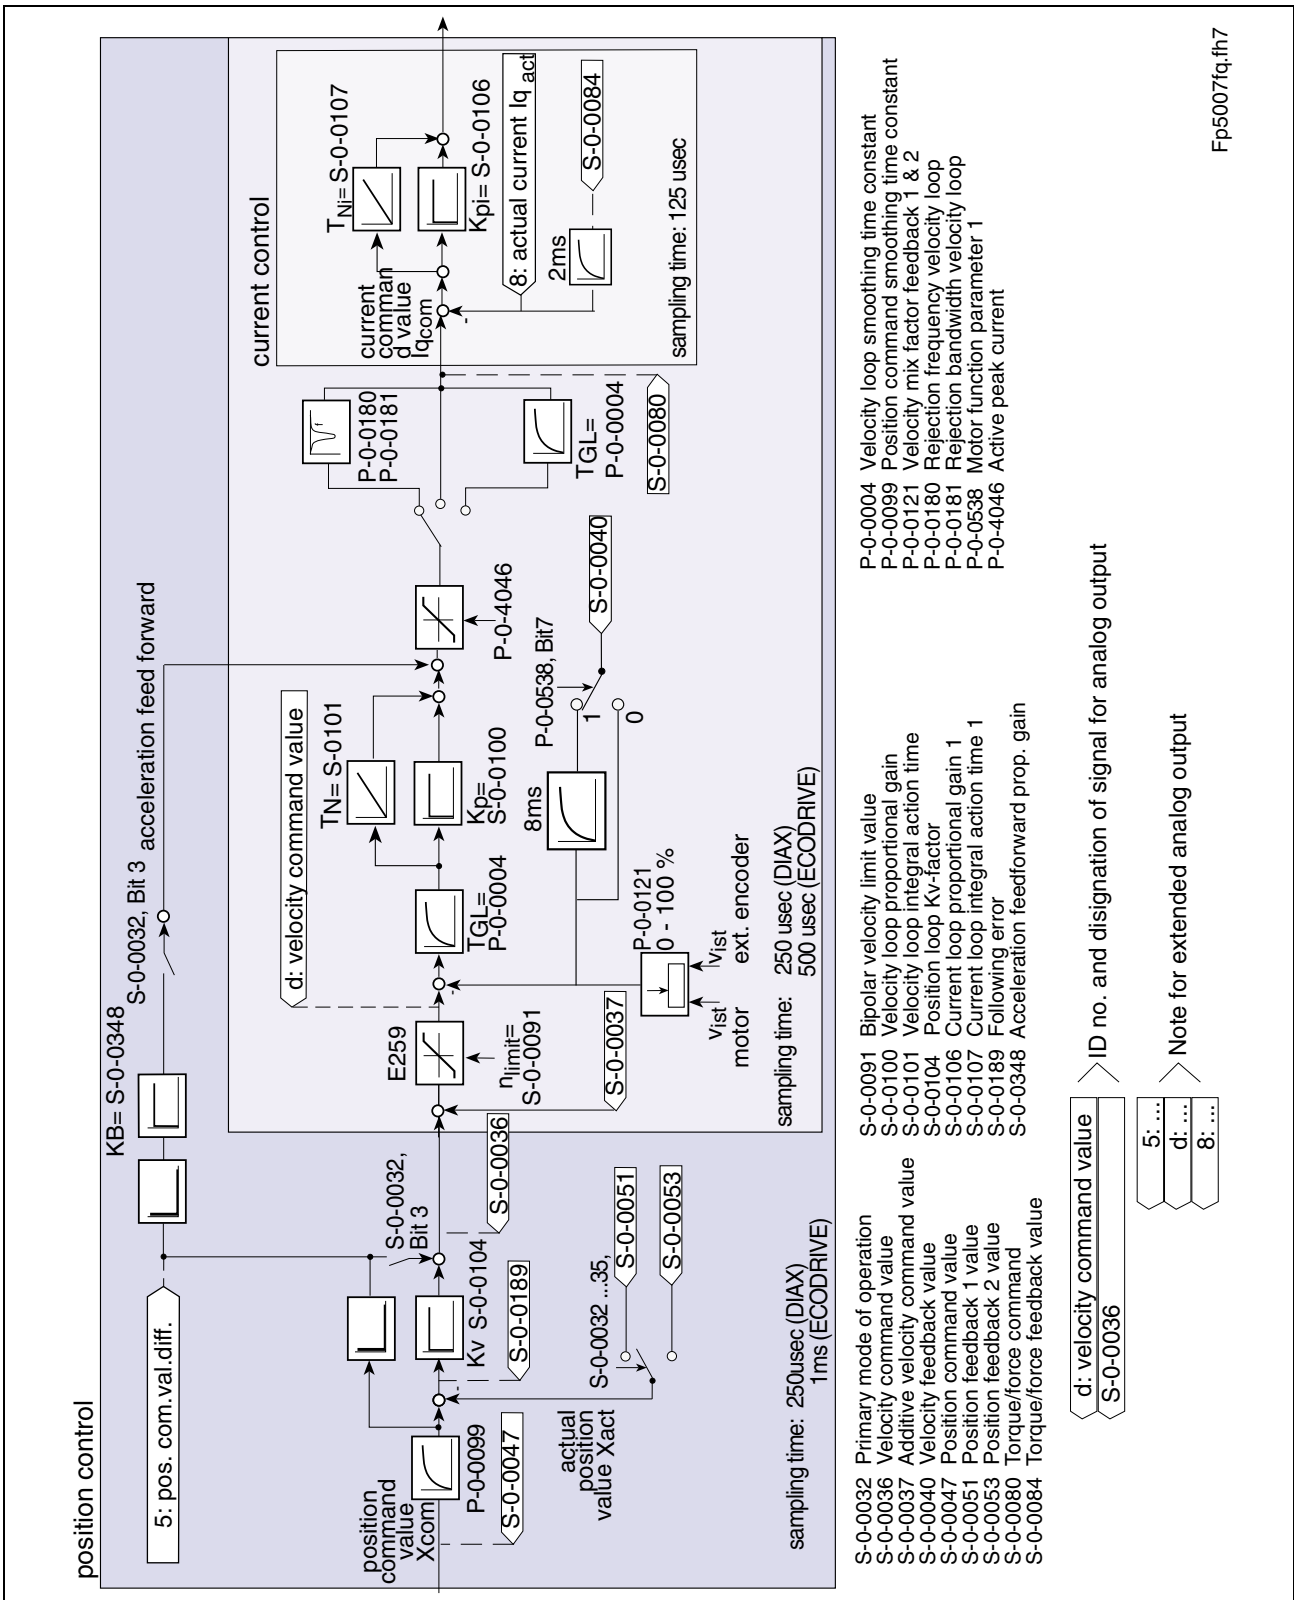 position control
5: pos. com.val.diff.
KB= S-0-0348
S-0-0032, Bit 3
acceleration feed forward
position
command
value
Xcom
P-0-0099
S-0-0047
Kv S-0-0104
S-0-0189
S-0-0032,
Bit 3
S-0-0036
actual
position
value Xact
S-0-0032 ...35,
S-0-0051
S-0-0053
sampling time: 250usec (DIAX)
1ms (ECODRIVE)
E259
nlimit=
S-0-0091
S-0-0037
d: velocity command value
TGL=
P-0-0004
TN= S-0101
Kp=
S-0-0100
P-0-4046
8ms
P-0-0538, Bit7
1
0
S-0-0040
P-0-0121
0 - 100 %
vist
motor
vist
ext. encoder
sampling time: 250 usec (DIAX)
500 usec (ECODRIVE)
P-0-0180
P-0-0181
f
TGL=
P-0-0004
S-0-0080
current control
current
comman
d value
Iqcom
-
TNi= S-0-0107
Kpi= S-0-0106
8: actual current Iq act
2ms
S-0-0084
sampling time: 125 usec
S-0-0032 Primary mode of operation
S-0-0036 Velocity command value
S-0-0037 Additive velocity command value
S-0-0040 Velocity feedback value
S-0-0047 Position command value
S-0-0051 Position feedback 1 value
S-0-0053 Position feedback 2 value
S-0-0080 Torque/force command
S-0-0084 Torque/force feedback value
S-0-0091 Bipolar velocity limit value
S-0-0100 Velocity loop proportional gain
S-0-0101 Velocity loop integral action time
S-0-0104 Position loop Kv-factor
S-0-0106 Current loop proportional gain 1
S-0-0107 Current loop integral action time 1
S-0-0189 Following error
S-0-0348 Acceleration feedforward prop. gain
P-0-0004 Velocity loop smoothing time constant
P-0-0099 Position command smoothing time constant
P-0-0121 Velocity mix factor feedback 1 & 2
P-0-0180 Rejection frequency velocity loop
P-0-0181 Rejection bandwidth velocity loop
P-0-0538 Motor function parameter 1
P-0-4046 Active peak current
d: velocity command value
S-0-0036
ID no. and disignation of signal for analog output
5: ...
d: ...
8: ...
Note for extended analog output
Fp5007fq.fh7